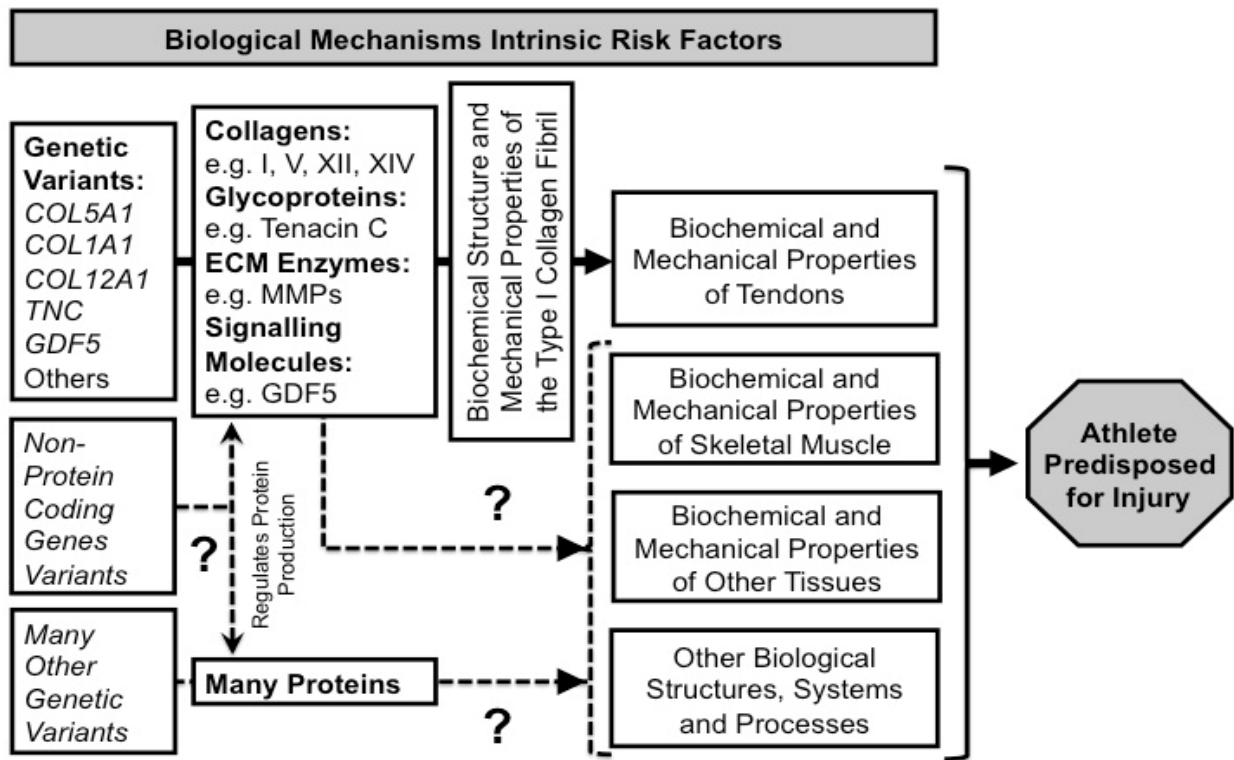 Biological Mechanisms Intrinsic Risk Factors
Genetic
Variants:
COL5A1
COL1A1
COL12A1
TNC
GDF5
Others
Collagens:
e.g. I, V, XII, XIV
Glycoproteins:
e.g. Tenacin C
ECM Enzymes:
e.g. MMPs
Signalling
Molecules:
e.g. GDF5
Biochemical Structure and
Mechanical Properties of
the Type I Collagen Fibril
Biochemical and
Mechanical Properties
of Tendons
Biochemical and
Mechanical Properties
of Skeletal Muscle
Biochemical and
Mechanical Properties
of Other Tissues
Other Biological
Structures, Systems
and Processes
Athlete
Predisposed
for Injury
Non-
Protein
Coding
Genes
Variants
?
Regulates Protein
Production
?
Many
Other
Genetic
Variants
Many Proteins
?